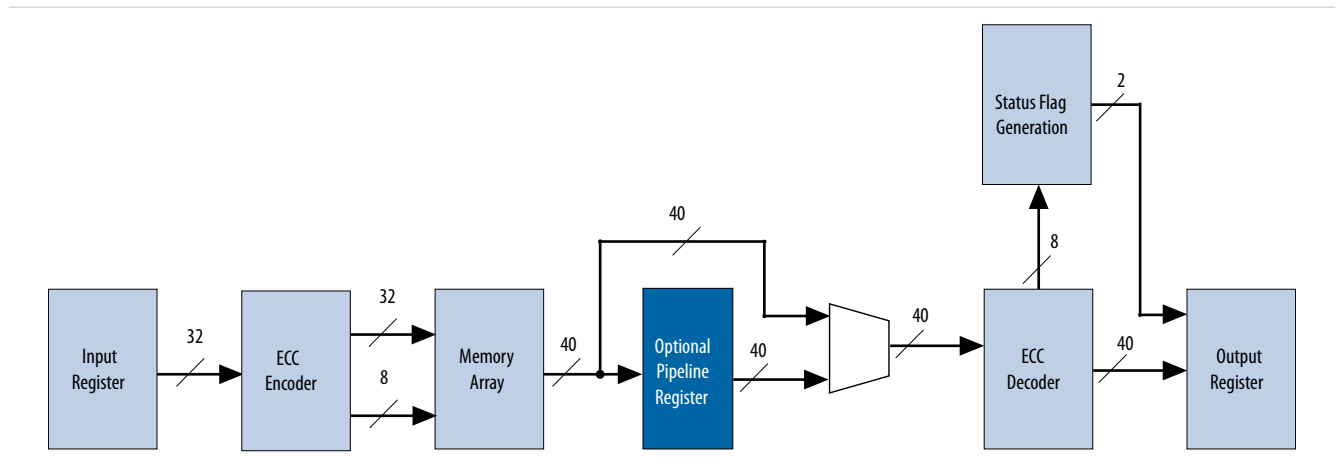 Status Flag
Generation
2
40
8
Input
Register
32
ECC
Encoder
32
8
Memory
Array
40
Optional
Pipeline
Register
40
40
ECC
Decoder
40
Output
Register